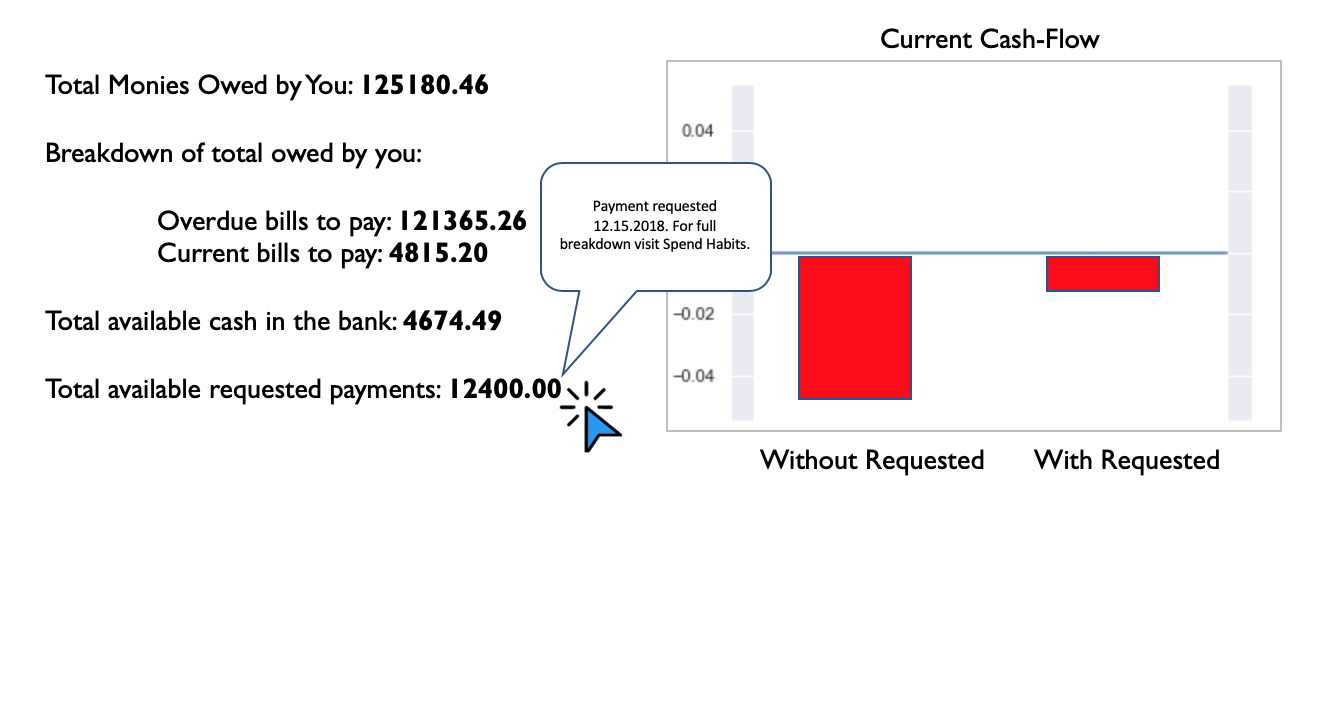 Current Cash-Flow
Total Monies Owed by You: 125180.46
Breakdown of total owed by you:
Overdue bills to pay: 121365.26
Current bills to pay: 4815.20
Total available cash in the bank: 4674.49
Total available requested payments: 12400.00
Payment requested
12.15.2018. For full
breakdown visit Spend Habits.
0.04
−0.02
−0.04
Without Requested
With Requested